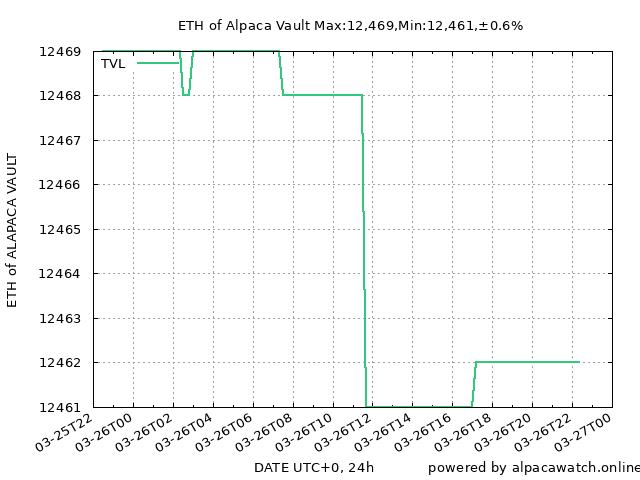 ETH of Alpaca Vault Max:12,469,Min:12,461,±0.6%
12469
TVL
12468
12467
12466
12465
12464
12463
12462
12461
ETH of ALAPACA VAULT
03-25T22
03-26T00
03-26T02
03-26T04
03-26T06
03-26T08
03-26T10
03-26T12
03-26T14
03-26T16
03-26T18
03-26T20
03-26T22
03-27T00
DATE UTC+0, 24h
powered by alpacawatch.online